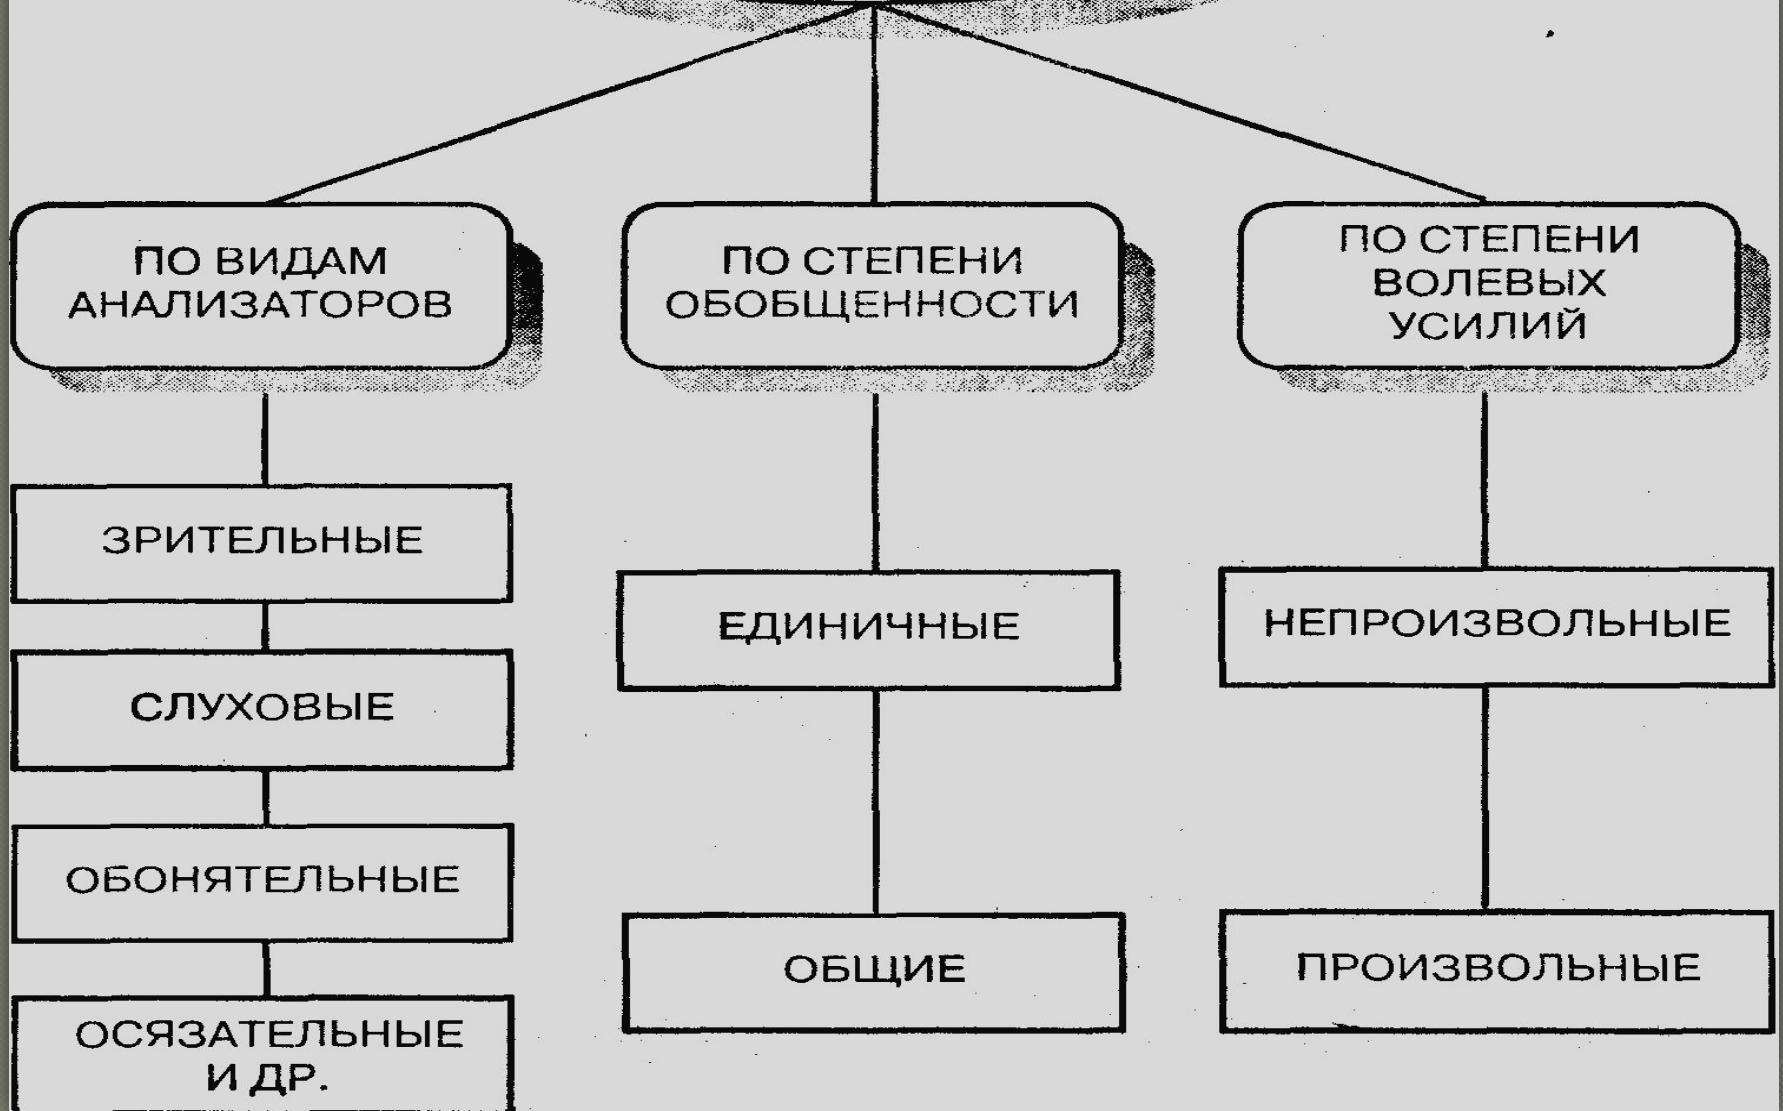 ПО ВИДАМ
АНАЛИЗАТОРОВ
ЗРИТЕЛЬНЫЕ
СЛУХОВЫЕ
ОБОНЯТЕЛЬНЫЕ
ОСЯЗАТЕЛЬНЫЕ
И ДР.
ПО СТЕПЕНИ
ОБОБЩЕННОСТИ
ЕДИНИЧНЫЕ
ОБЩИЕ
ПО СТЕПЕНИ
ВОЛЕВЫХ
УСИЛИЙ
НЕПРОИЗВОЛЬНЫЕ
ПРОИЗВОЛЬНЫЕ